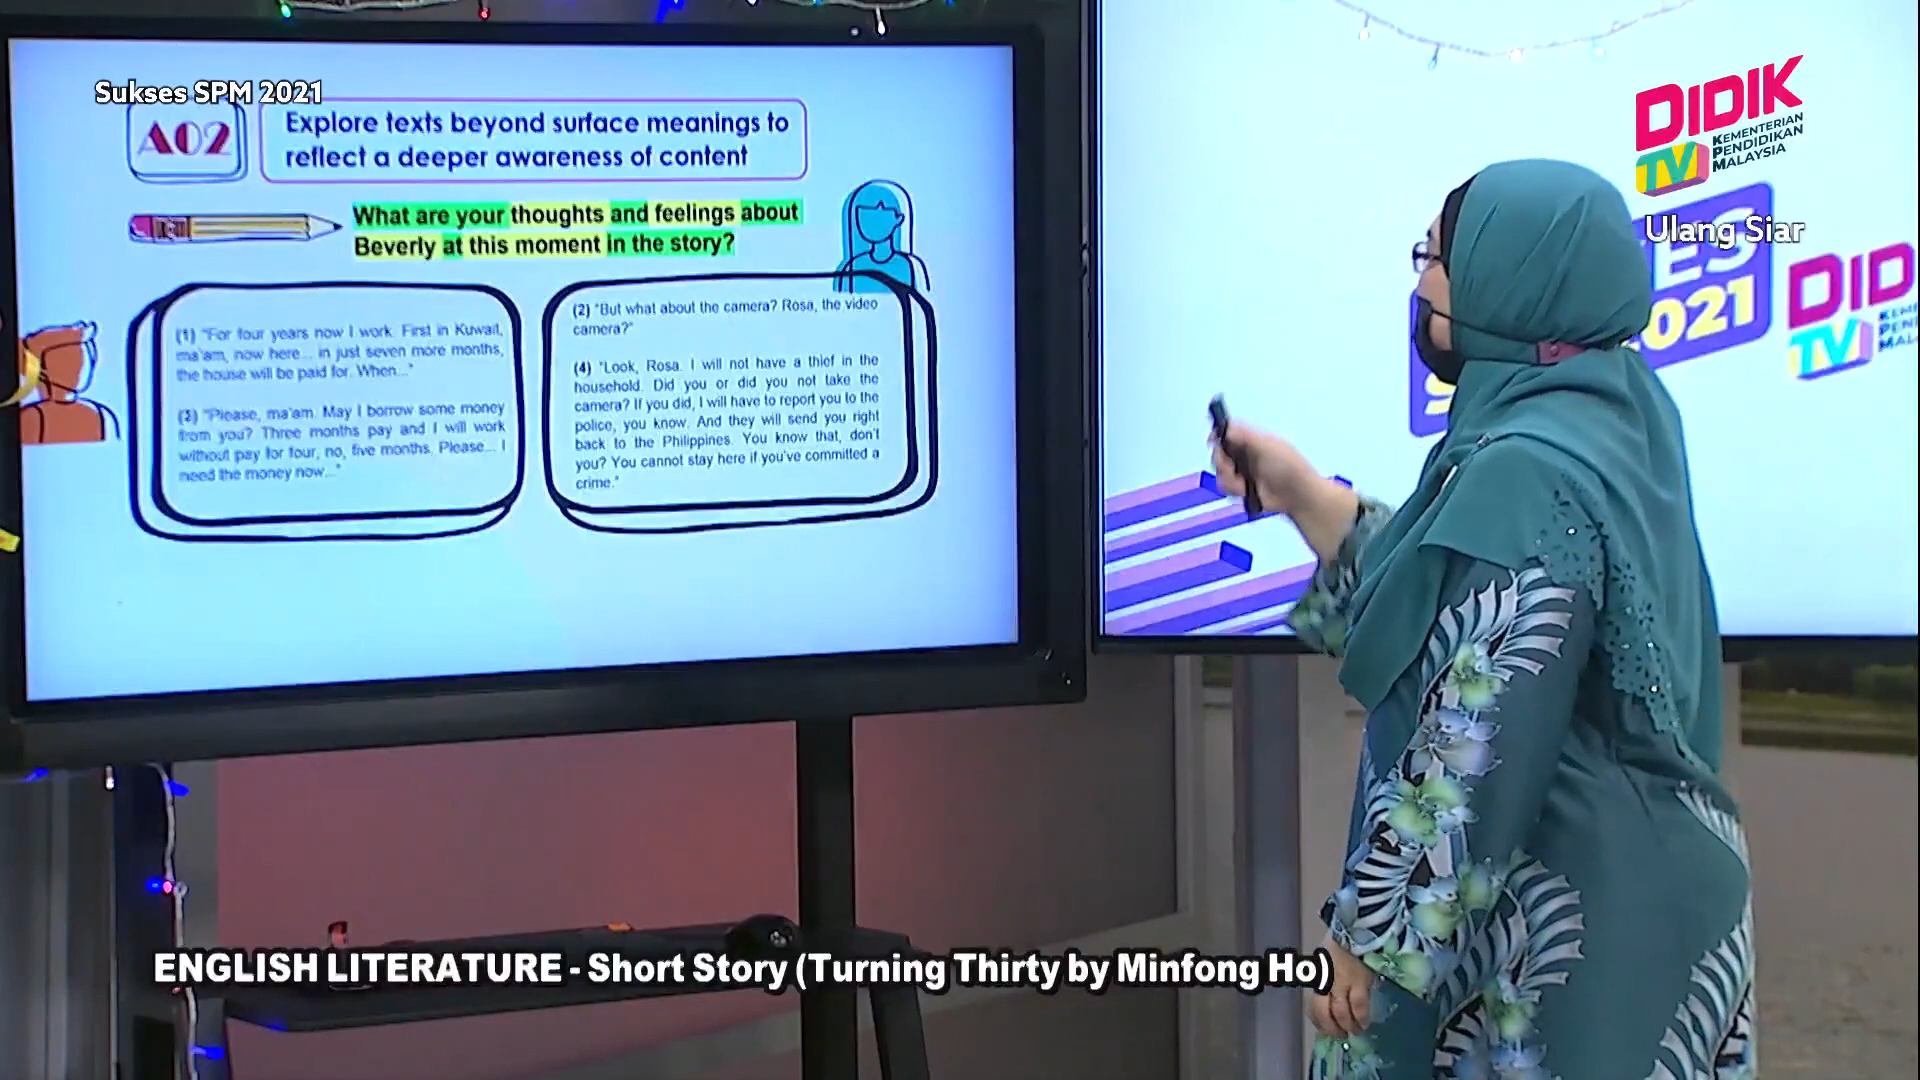 Sukses SPM 2021
AO2
Explore texts beyond surface meanings to
reflect a deeper awareness of content
What are your thoughts and feelings about
Beverly at this moment in the story?
(1) "For four years now I work. First in Kuwait,
ma'am, now here... in just seven more months,
the house will be paid for. When..."
(3) "Please, ma'am. May I borrow some money
from you? Three months pay and I will work
without pay for four, no, five months. Please... I
need the money now..."
(2) "But what about the camera? Rosa, the video
camera?"
(4) "Look, Rosa. I will not have a thief in the
household. Did you or did you not take the
camera? If you did, I will have to report you to the
police, you know. And they will send you right
back to the Philippines. You know that, don't
you? You cannot stay here if you've committed a
crime."
DIDIK
TV
KEMENTERIAN
PENDIDIKAN
MALAYSIA
Ulang Siar
ES
2021
DID
TV
ENGLISH LITERATURE - Short Story (Turning Thirty by Minfong Ho)